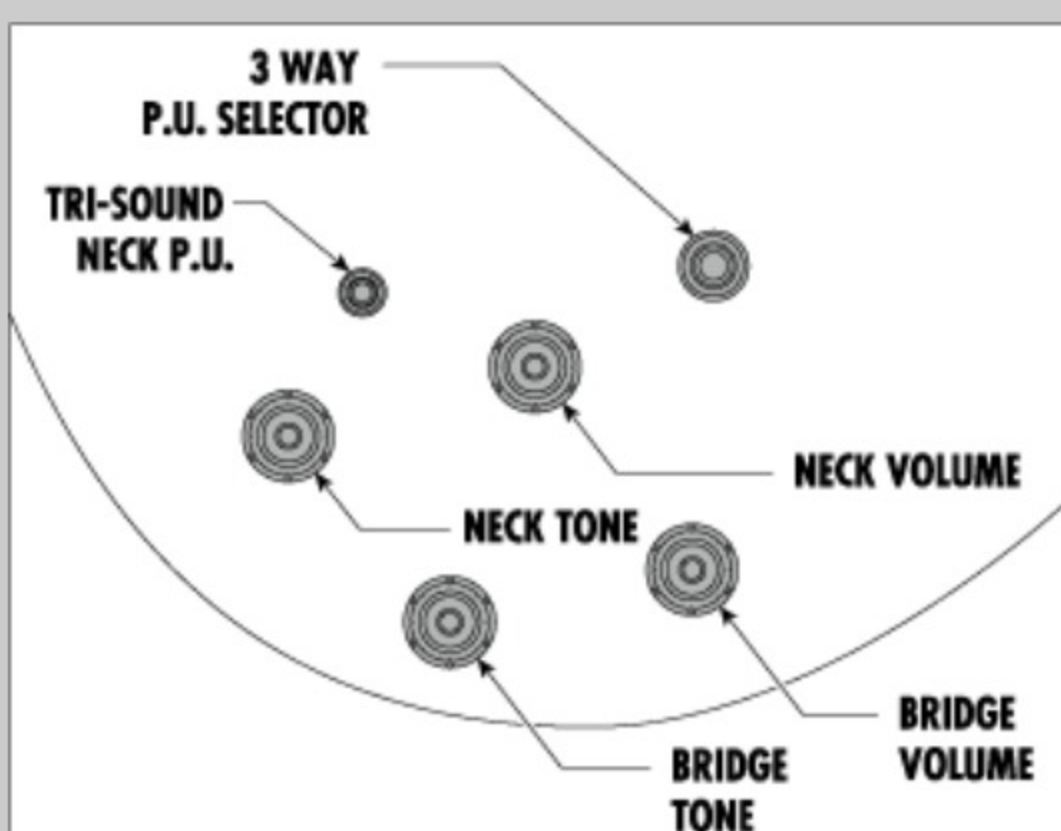 3 WAY
P.U. SELECTOR
TRI-SOUND
NECK P.U.
NECK VOLUME
NECK TONE
BRIDGE
VOLUME
BRIDGE
TONE